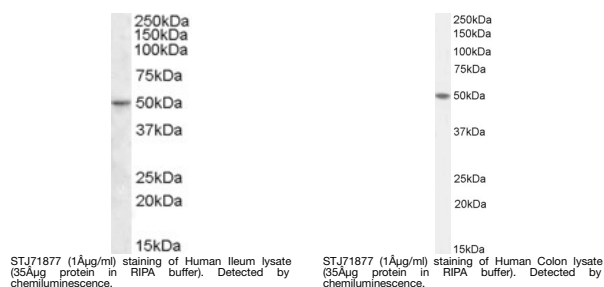 250kDa
150kDa
100kDa
75kDa
50kDa
37kDa
25kDa
20kDa
15kDa
STJ71877 (1Âµg/ml) staining of Human Ileum lysate
(35Âµg protein in RIPA buffer). Detected by
chemiluminescence.
250kDa
150kDa
100kDa
75kDa
50kDa
37kDa
25kDa
20kDa
15kDa
STJ71877 (1Âµg/ml) staining of Human Colon lysate
(35Âµg protein in RIPA buffer). Detected by
chemiluminescence.